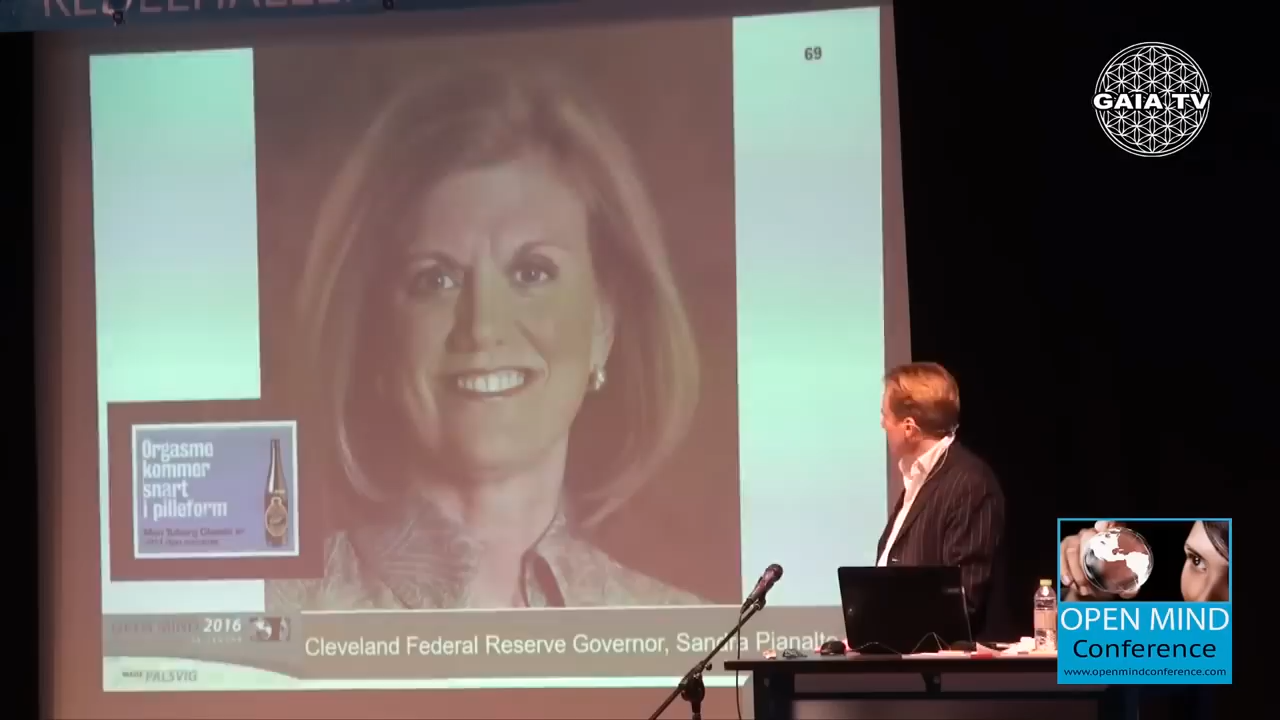 69
GAIA TV
Orgasme
kommer
snart
i pilleform
2016
Cleveland Federal Reserve Governor, Sandra Pianalto
PALSVIG
OPEN MIND
Conference
www.openmindconference.com